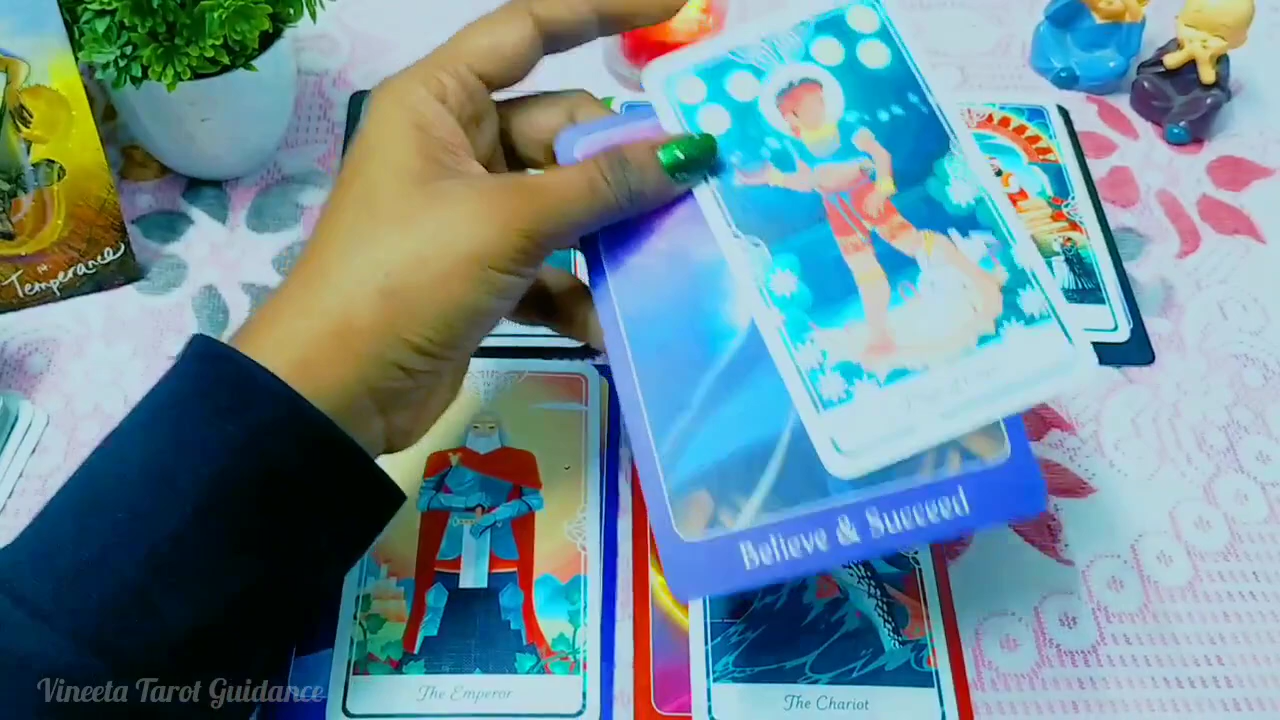 Temperance
Believe & Succeed
The Emperor
The Chariot
Vineeta Tarot Guidance